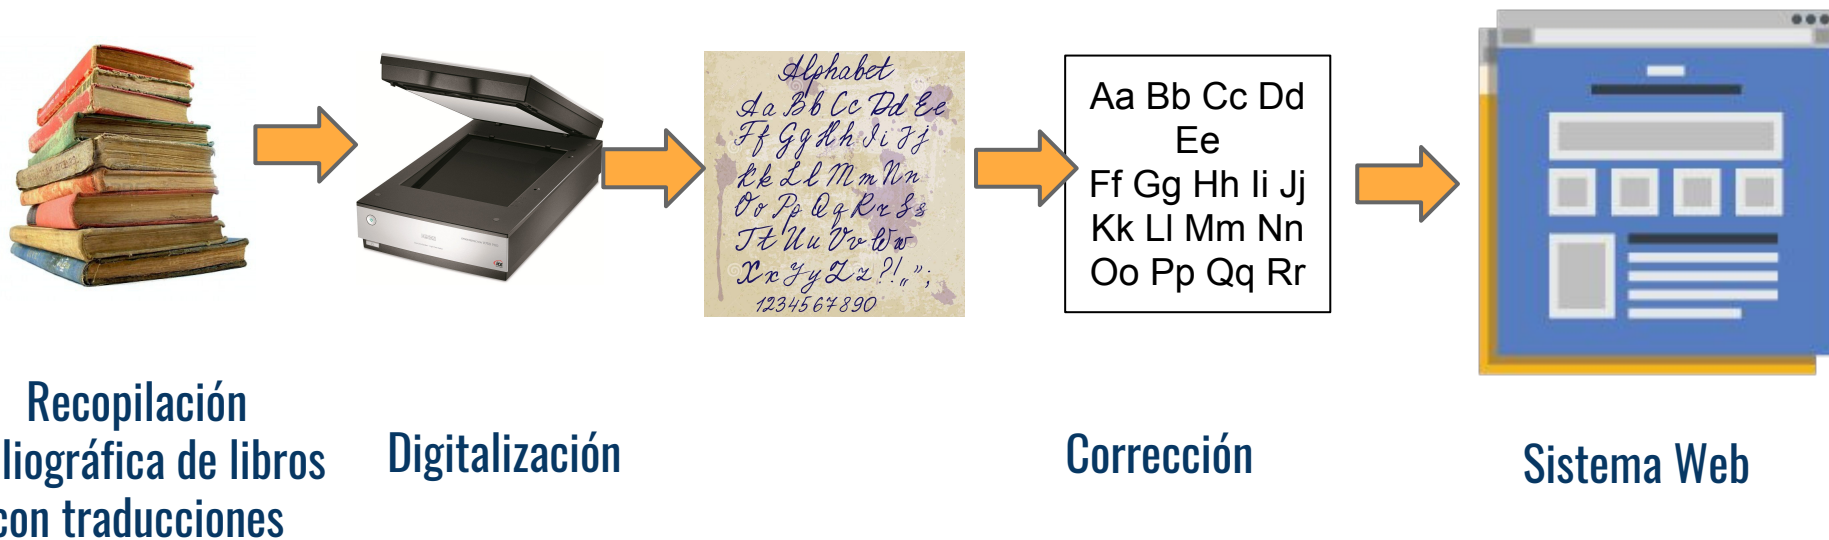 Alphabet
Aa Bb Cc Dd Ee
Ff Gg Hh Ii Jj
Kk Ll Mm Nn
Oo Pp Qq Rr Ss
Tt Uu Vv Ww
Xx Yy Zz ?!„”;
1234567890
Aa Bb Cc Dd
Ee
Ff Gg Hh Ii Jj
Kk Ll Mm Nn
Oo Pp Qq Rr
Recopilación
liográfica de libros
con traducciones
Digitalización
Corrección
Sistema Web